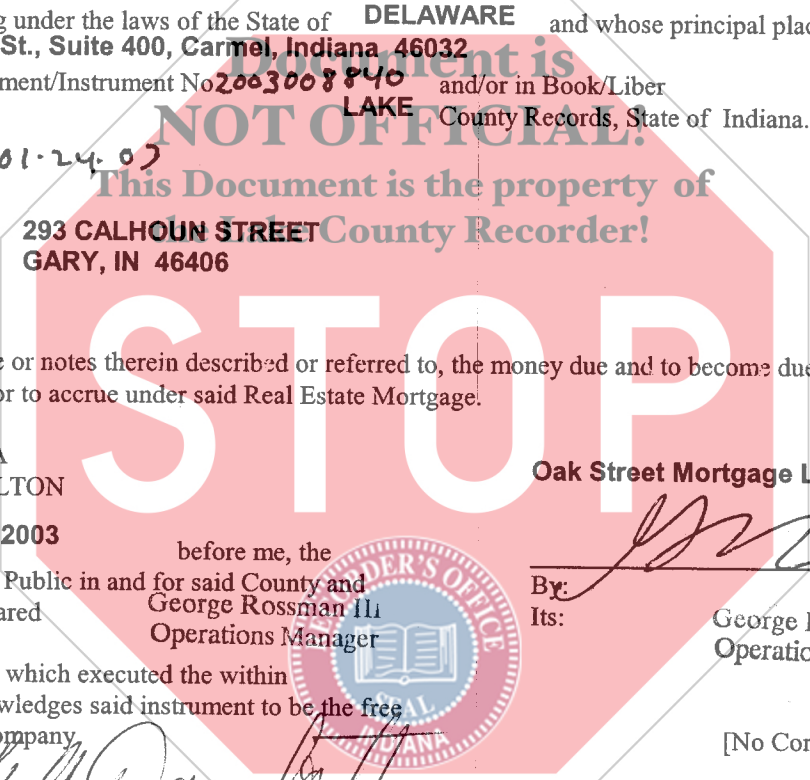 g under the laws of the State of DELAWARE and whose principal plac
St., Suite 400, Carmel, Indiana 46032
Document is
ment/Instrument No 2003008840 and/or in Book/Liber
LAKE County Records, State of Indiana.
NOT OFFICIAL!
01·24·03
This Document is the property of
the Lake County Recorder!
293 CALHOUN STREET
GARY, IN 46406
STOP
e or notes therein described or referred to, the money due and to become due
or to accrue under said Real Estate Mortgage.
A
LTON
Oak Street Mortgage L
2003
before me, the
Public in and for said County and
ared George Rossman III
Operations Manager
By:
Its:
George
Operatio
which executed the within
wledges said instrument to be the free
ompany
[No Cor
RECORDER'S OFFICE
SEAL
INDIANA